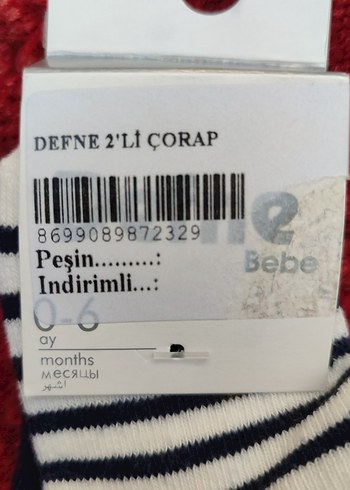 DEFNE 2'Lİ ÇORAP
8699089872329
Peşin.........:
Bebe
Indirimli...:
0-6
ay
months
месяцы
أشهر